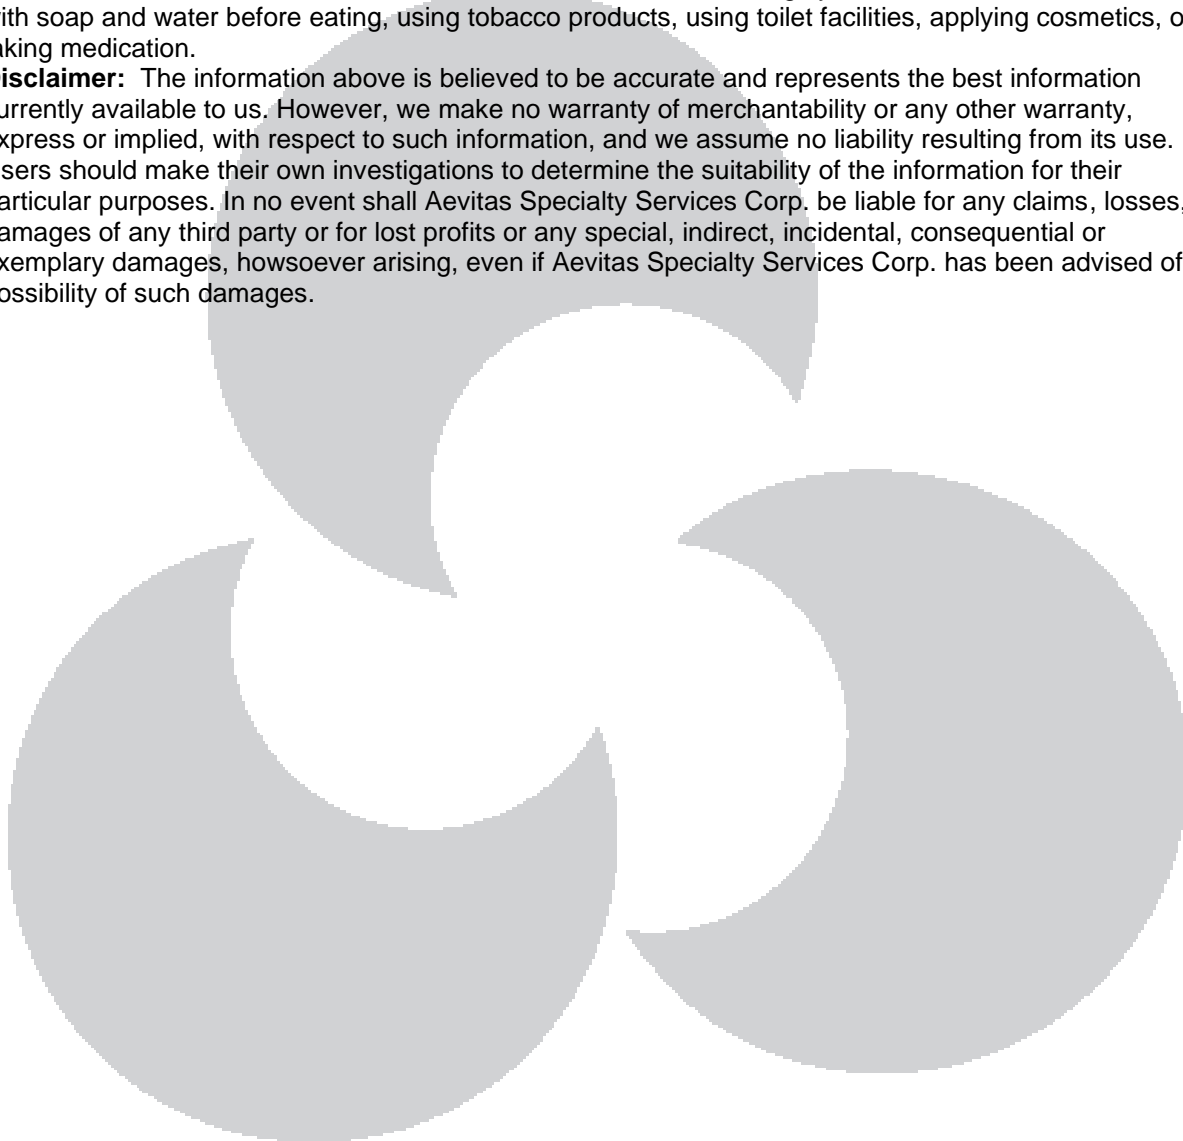 ith soap and water before eating, using tobacco products, using toilet facilities, applying cosmetics, o
aking medication.
isclaimer: The information above is believed to be accurate and represents the best information
urrently available to us. However, we make no warranty of merchantability or any other warranty,
xpress or implied, with respect to such information, and we assume no liability resulting from its use.
sers should make their own investigations to determine the suitability of the information for their
articular purposes. In no event shall Aevitas Specialty Services Corp. be liable for any claims, losses,
amages of any third party or for lost profits or any special, indirect, incidental, consequential or
xemplary damages, howsoever arising, even if Aevitas Specialty Services Corp. has been advised of
ossibility of such damages.